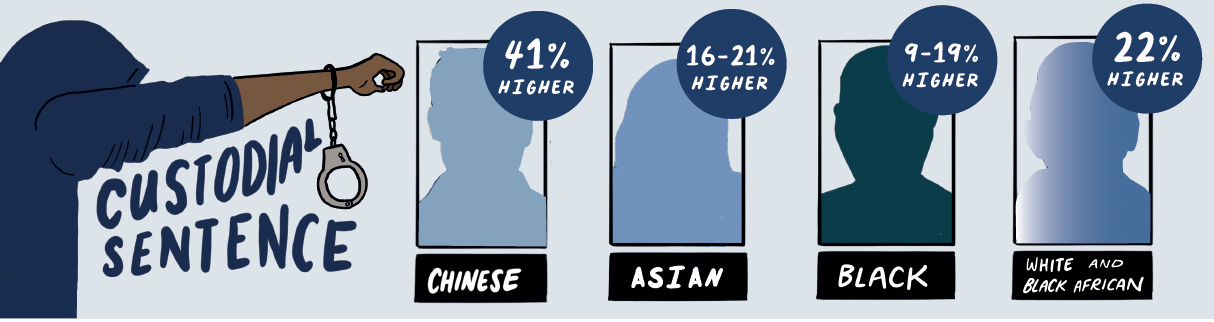 CUSTODIAL
SENTENCE
41%
HIGHER
CHINESE
16-21%
HIGHER
ASIAN
9-19%
HIGHER
BLACK
22%
HIGHER
WHITE AND
BLACK AFRICAN